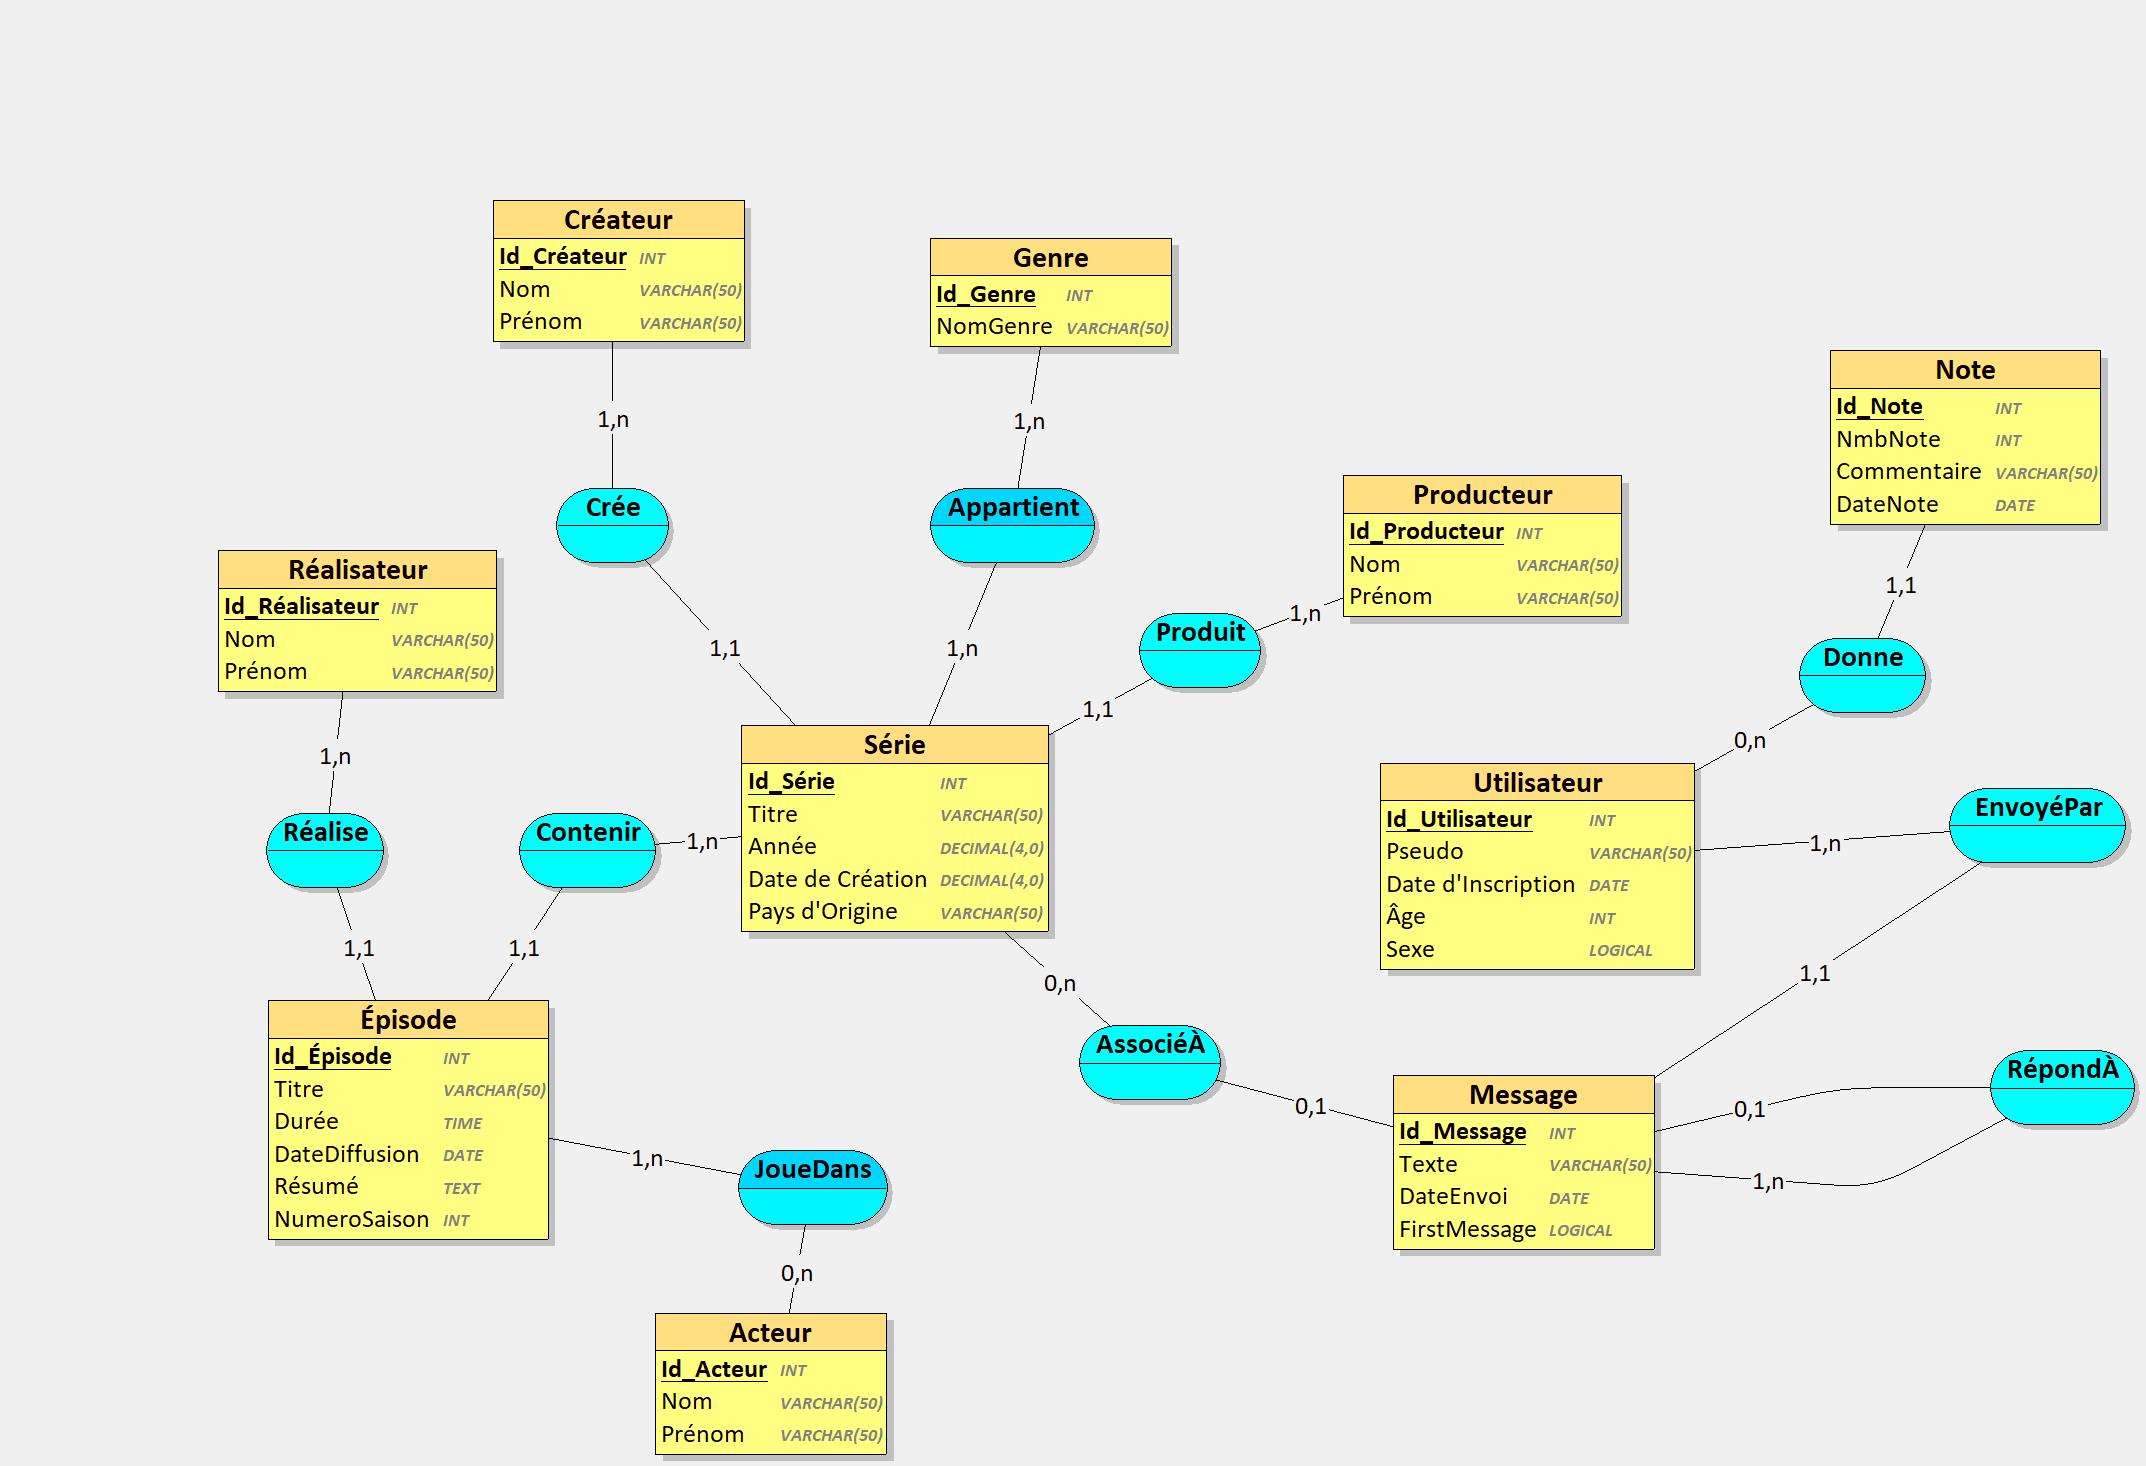 Créateur
Id_Créateur INT
Nom VARCHAR(50)
Prénom VARCHAR(50)
Genre
Id_Genre INT
NomGenre VARCHAR(50)
Note
Id_Note INT
NmbNote INT
Commentaire VARCHAR(50)
DateNote DATE
1,n
1,n
Producteur
Id_Producteur INT
Nom VARCHAR(50)
Prénom VARCHAR(50)
Crée
Appartient
Réalisateur
Id_Réalisateur INT
Nom VARCHAR(50)
Prénom VARCHAR(50)
1,1
1,n
Produit
1,n
1,1
1,1
Donne
0,n
1,n
Série
Id_Série INT
Titre VARCHAR(50)
Année DECIMAL(4,0)
Date de Création DECIMAL(4,0)
Pays d'Origine VARCHAR(50)
Utilisateur
Id_Utilisateur INT
Pseudo VARCHAR(50)
Date d'Inscription DATE
Âge INT
Sexe LOGICAL
EnvoyéPar
1,n
Réalise
Contenir
1,n
1,1
1,1
0,n
1,1
Épisode
Id_Épisode INT
Titre VARCHAR(50)
Durée TIME
DateDiffusion DATE
Résumé TEXT
NumeroSaison INT
AssociéÀ
0,1
Message
Id_Message INT
Texte VARCHAR(50)
DateEnvoi DATE
FirstMessage LOGICAL
RépondÀ
0,1
1,n
1,n
JoueDans
0,n
Acteur
Id_Acteur INT
Nom VARCHAR(50)
Prénom VARCHAR(50)